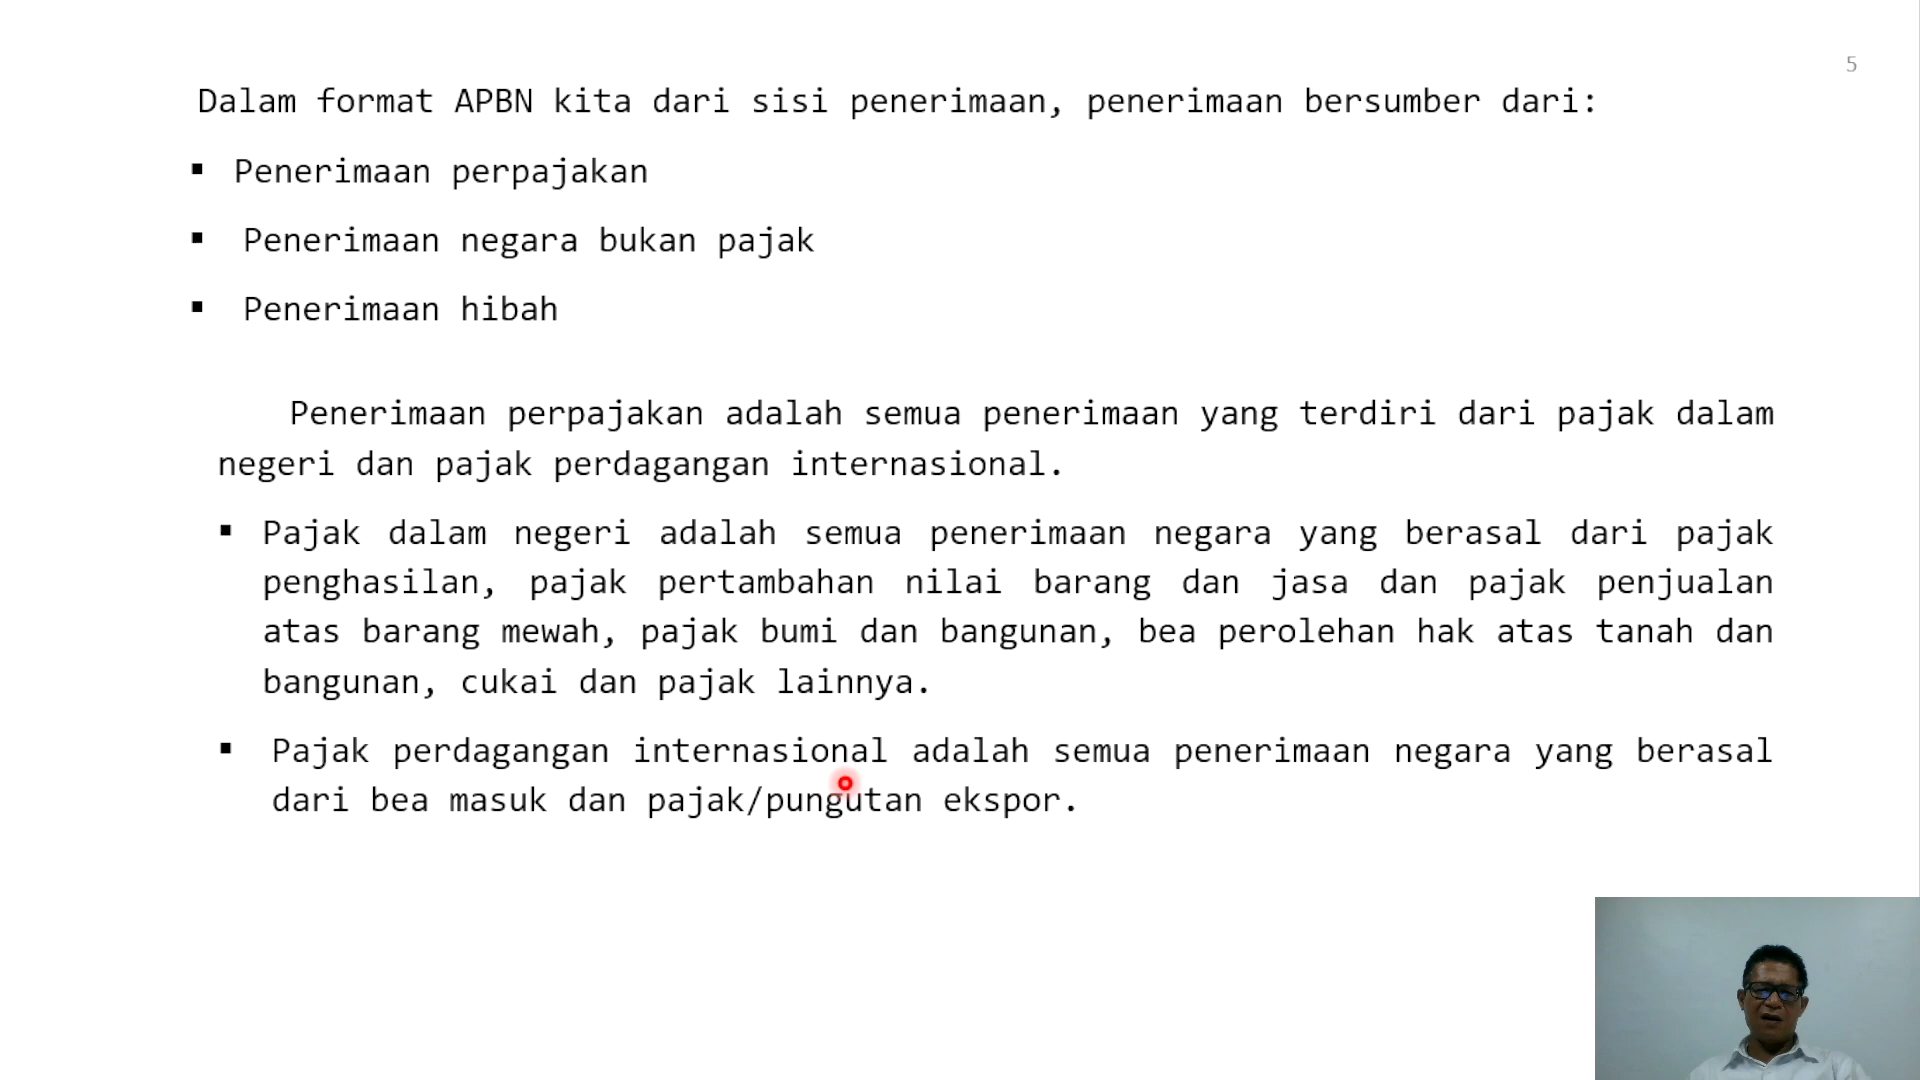 5
Dalam format APBN kita dari sisi penerimaan, penerimaan bersumber dari:
▪ Penerimaan perpajakan
▪ Penerimaan negara bukan pajak
▪ Penerimaan hibah
Penerimaan perpajakan adalah semua penerimaan yang terdiri dari pajak dalam
negeri dan pajak perdagangan internasional.
▪ Pajak dalam negeri adalah semua penerimaan negara yang berasal dari pajak
penghasilan, pajak pertambahan nilai barang dan jasa dan pajak penjualan
atas barang mewah, pajak bumi dan bangunan, bea perolehan hak atas tanah dan
bangunan, cukai dan pajak lainnya.
▪ Pajak perdagangan internasional adalah semua penerimaan negara yang berasal
dari bea masuk dan pajak/pungutan ekspor.